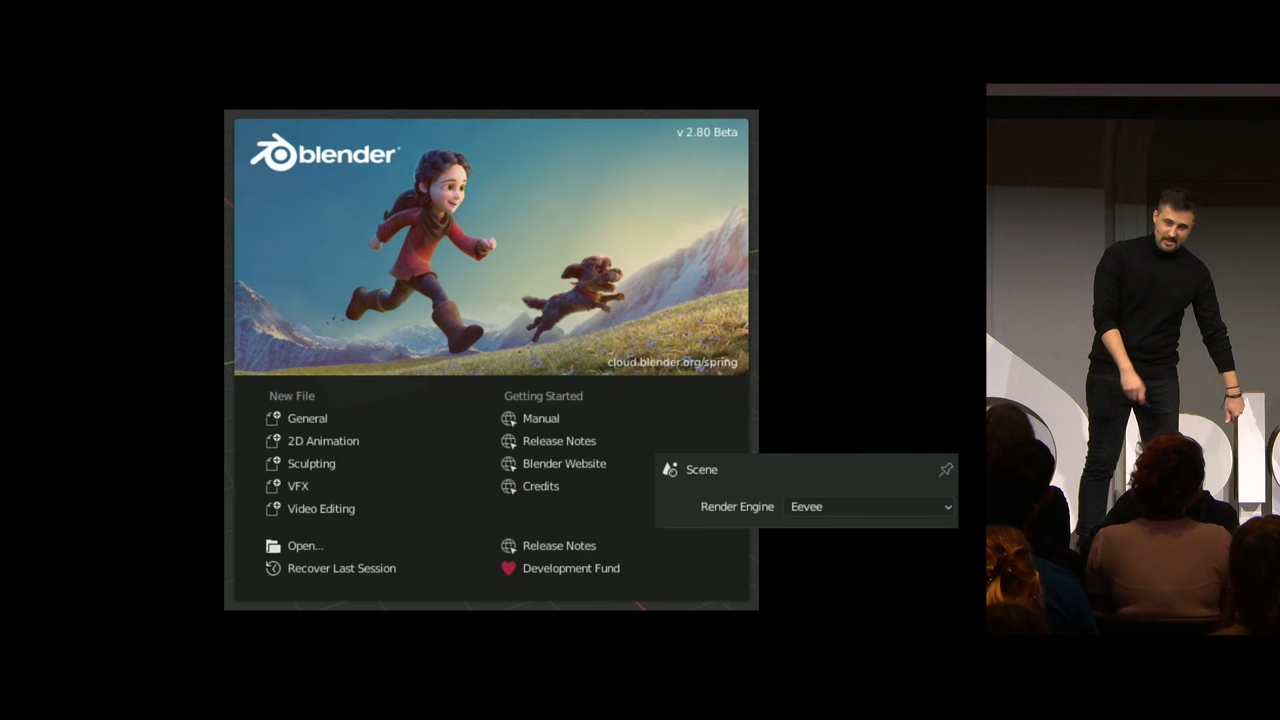 blender
v 2.80 Beta
cloud.blender.org/spring
New File
General
2D Animation
Sculpting
VFX
Video Editing
Open...
Recover Last Session
Getting Started
Manual
Release Notes
Blender Website
Credits
Release Notes
Development Fund
Scene
Render Engine Eevee